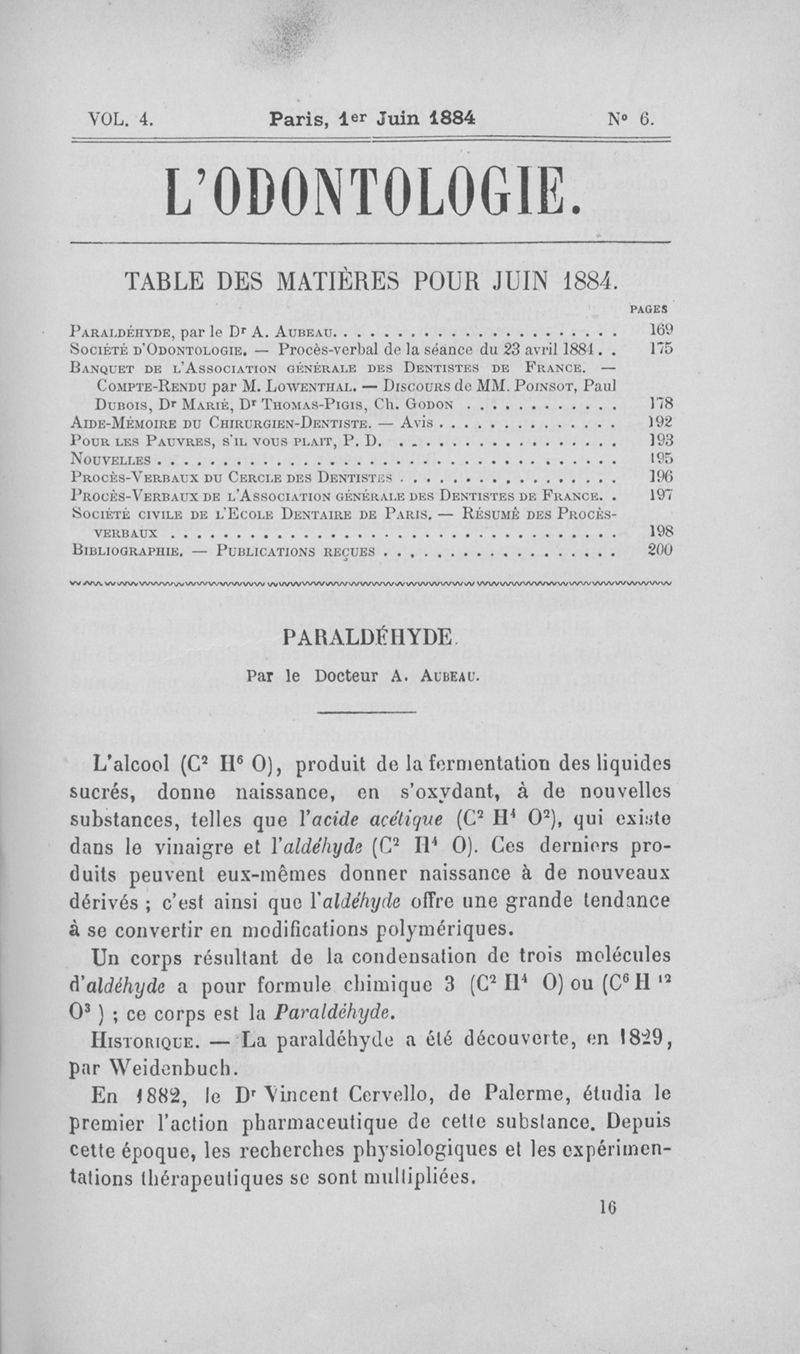 VOL. 4. Paris, 1er Juin 1884 No 6.
L'ODONTOLOGIE.
TABLE DES MATIÈRES POUR JUIN 1884.
PAGES
PARALDÉHYDE, par le Dr A. AUBEAU. . . . . . . . . . . . . . . . . . . . . 169
SOCIÉTÉ D'ODONTOLOGIE. — Procès-verbal de la séance du 23 avril 1884. . . 175
BANQUET DE L'ASSOCIATION GÉNÉRALE DES DENTISTES DE FRANCE. —
COMPTE-RENDU par M. LOWENTHAL. — DISCOURS de MM. POINSOT, Paul
DUBOIS, Dr MARIÉ, Dr THOMAS-PIGIS, Ch. GODON . . . . . . . . . . . . 178
AIDE-MÉMOIRE DU CHIRURGIEN-DENTISTE. — Avis . . . . . . . . . . . . . . 192
POUR LES PAUVRES, S'IL VOUS PLAIT, P. D. . . . . . . . . . . . . . . . . . 193
NOUVELLES . . . . . . . . . . . . . . . . . . . . . . . . . . . . . . . . . . . 195
PROCÈS-VERBAUX DU CERCLE DES DENTISTES . . . . . . . . . . . . . . . . . 196
PROCÈS-VERBAUX DE L'ASSOCIATION GÉNÉRALE DES DENTISTES DE FRANCE. . 197
SOCIÉTÉ CIVILE DE L'ECOLE DENTAIRE DE PARIS. — RÉSUMÉ DES PROCÈS-
VERBAUX . . . . . . . . . . . . . . . . . . . . . . . . . . . . . . . . . . 198
BIBLIOGRAPHIE. — PUBLICATIONS REÇUES . . . . . . . . . . . . . . . . . . 200
PARALDÉHYDE.
Par le Docteur A. AUBEAU.
L'alcool (C² H⁶ O), produit de la fermentation des liquides
sucrés, donne naissance, en s'oxydant, à de nouvelles
substances, telles que l'acide acétique (C² H⁴ O²), qui existe
dans le vinaigre et l'aldéhyde (C² H⁴ O). Ces derniers pro-
duits peuvent eux-mêmes donner naissance à de nouveaux
dérivés ; c'est ainsi que l'aldéhyde offre une grande tendance
à se convertir en modifications polymériques.
Un corps résultant de la condensation de trois molécules
d'aldéhyde a pour formule chimique 3 (C² H⁴ O) ou (C⁶ H ¹²
O³ ) ; ce corps est la Paraldéhyde.
HISTORIQUE. — La paraldéhyde a été découverte, en 1829,
par Weidenbuch.
En 1882, le Dr Vincent Cervello, de Palerme, étudia le
premier l'action pharmaceutique de cette substance. Depuis
cette époque, les recherches physiologiques et les expérimen-
tations thérapeutiques se sont multipliées.
16